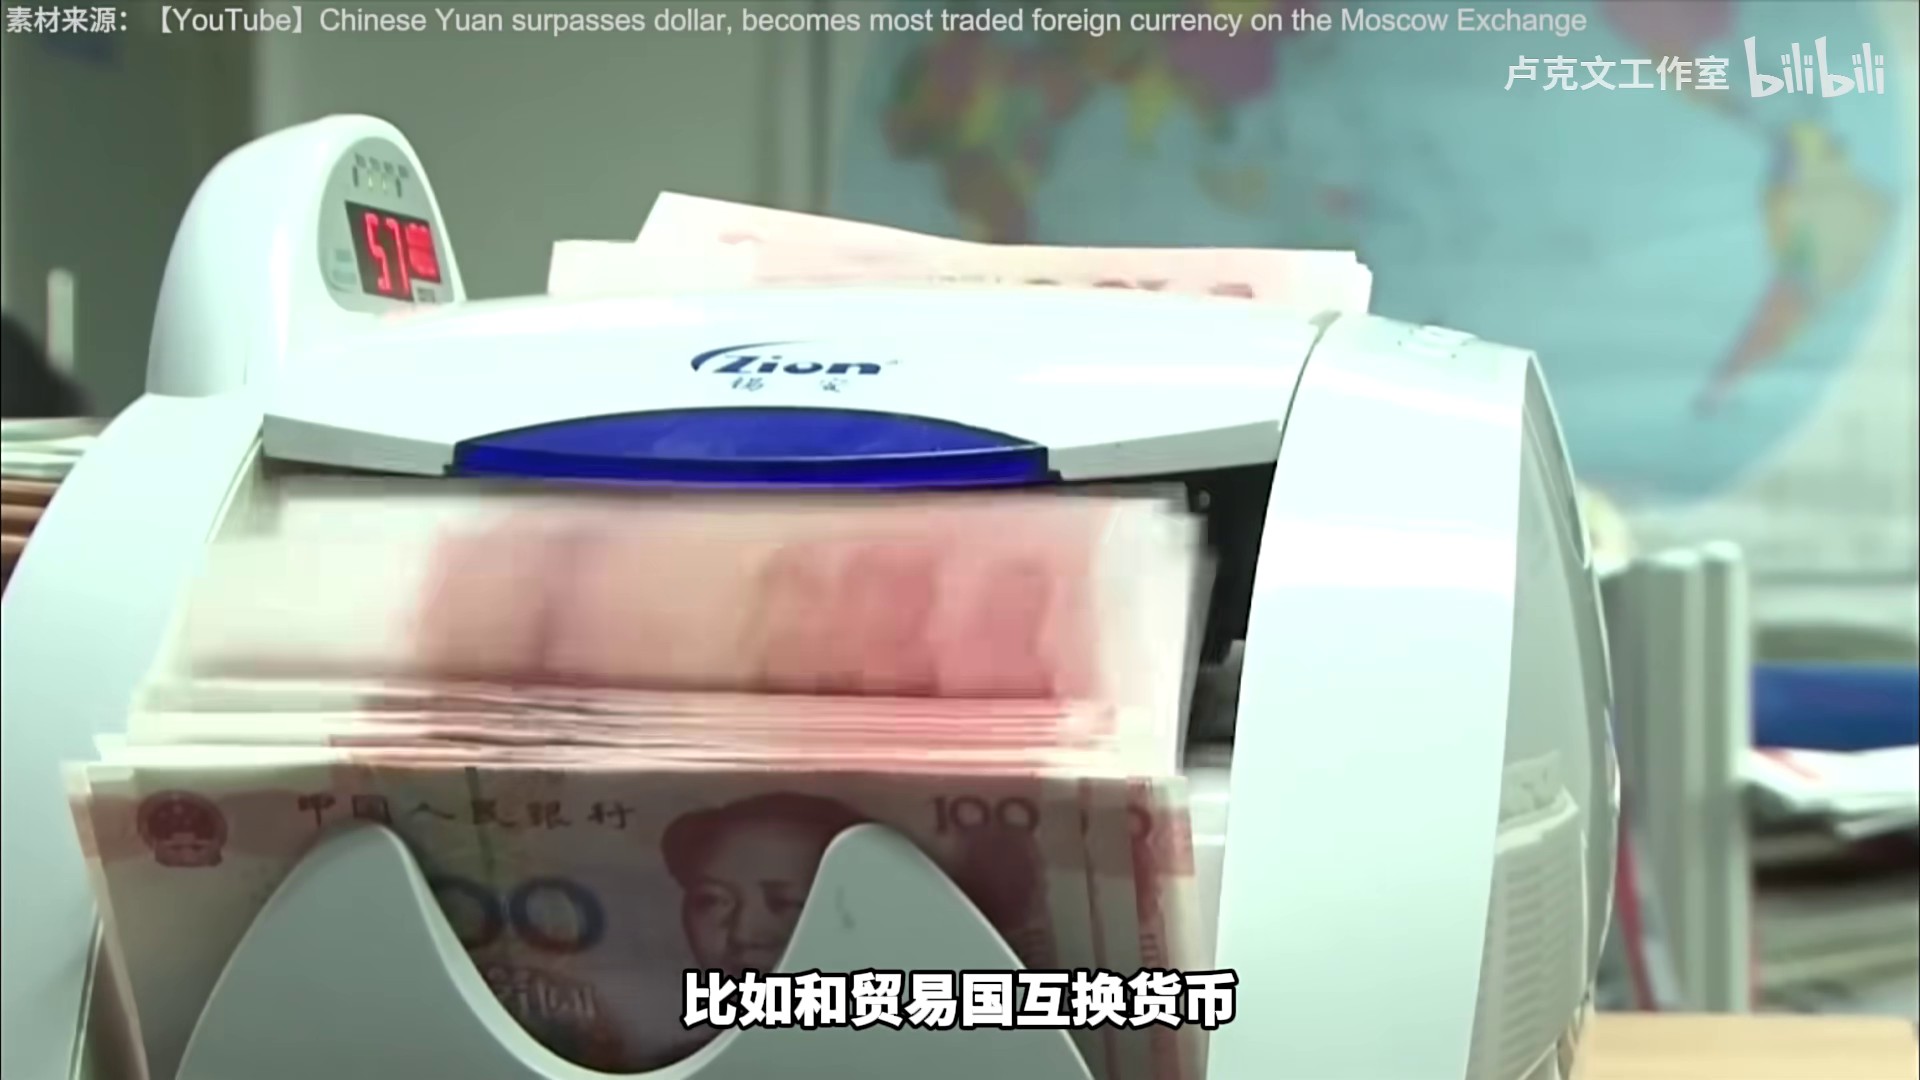 素材来源：【YouTube】Chinese Yuan surpasses dollar, becomes most traded foreign currency on the Moscow Exchange
卢克文工作室 bilibili
57
Zion
中国人民银行
100
比如和贸易国互换货币